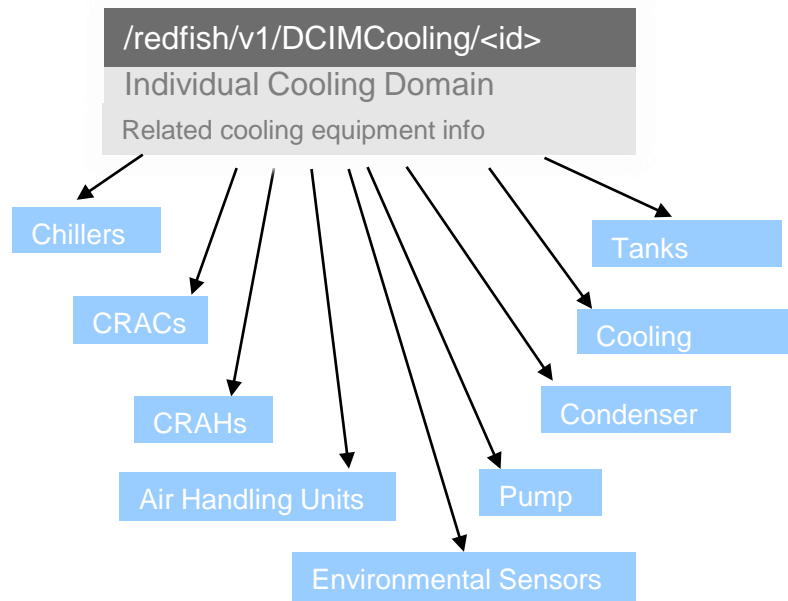 /redfish/v1/DCIMCooling/<id>
Individual Cooling Domain
Related cooling equipment info
Chillers
Tanks
CRACs
Cooling
CRAHs
Condenser
Air Handling Units
Pump
Environmental Sensors